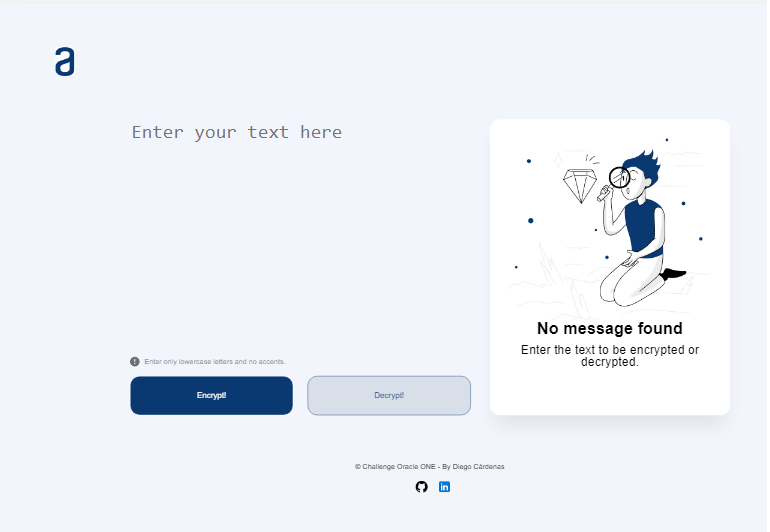 a
Enter your text here
Enter only lowercase letters and no accents.
Encrypt!
Decrypt!
No message found
Enter the text to be encrypted or
decrypted.
© Challenge Oracle ONE - By Diego Cárdenas
in